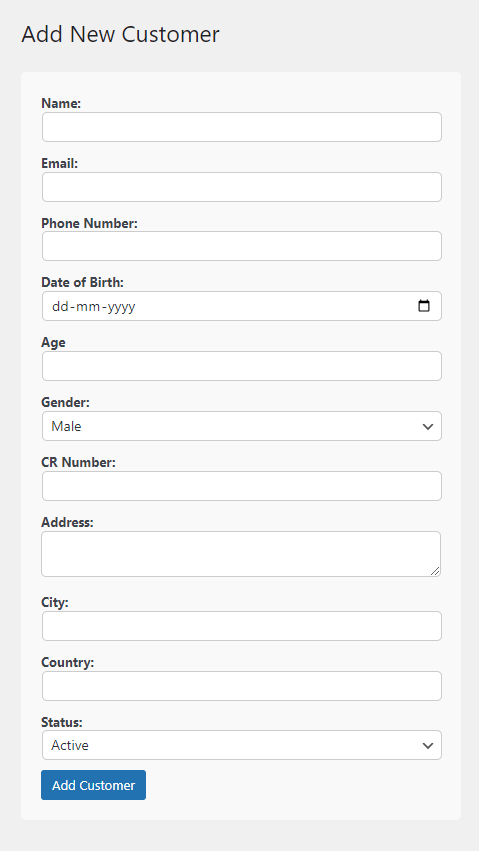 Add New Customer
Name:
Email:
Phone Number:
Date of Birth:
dd-mm-yyyy
Age
Gender:
Male
CR Number:
Address:
City:
Country:
Status:
Active
Add Customer